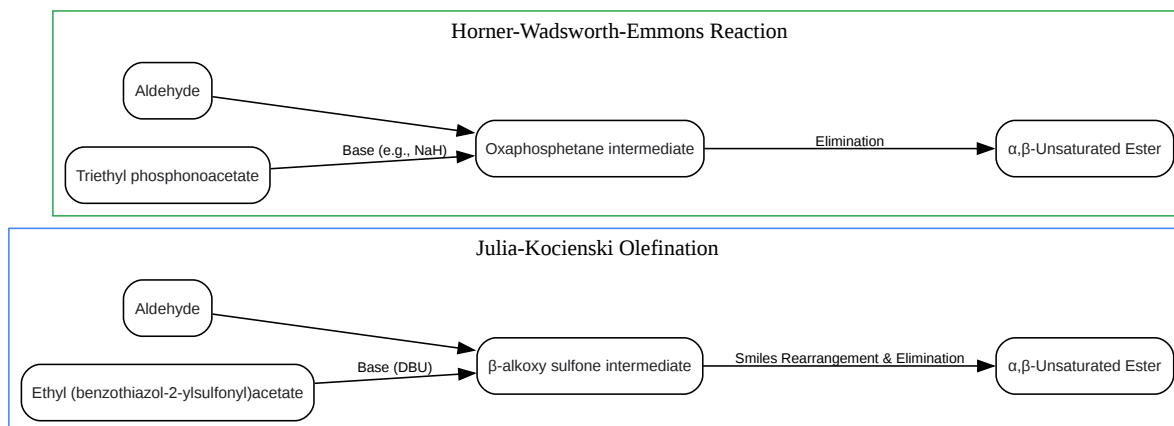 Horner-Wadsworth-Emmons Reaction
Aldehyde
Base (e.g., NaH)
Triethyl phosphonoacetate
Oxaphosphetane intermediate
Elimination
α,β-Unsaturated Ester
Julia-Kocienski Olefination
Aldehyde
Base (DBU)
Ethyl (benzothiazol-2-ylsulfonyl)acetate
β-alkoxy sulfone intermediate
Smiles Rearrangement & Elimination
α,β-Unsaturated Ester